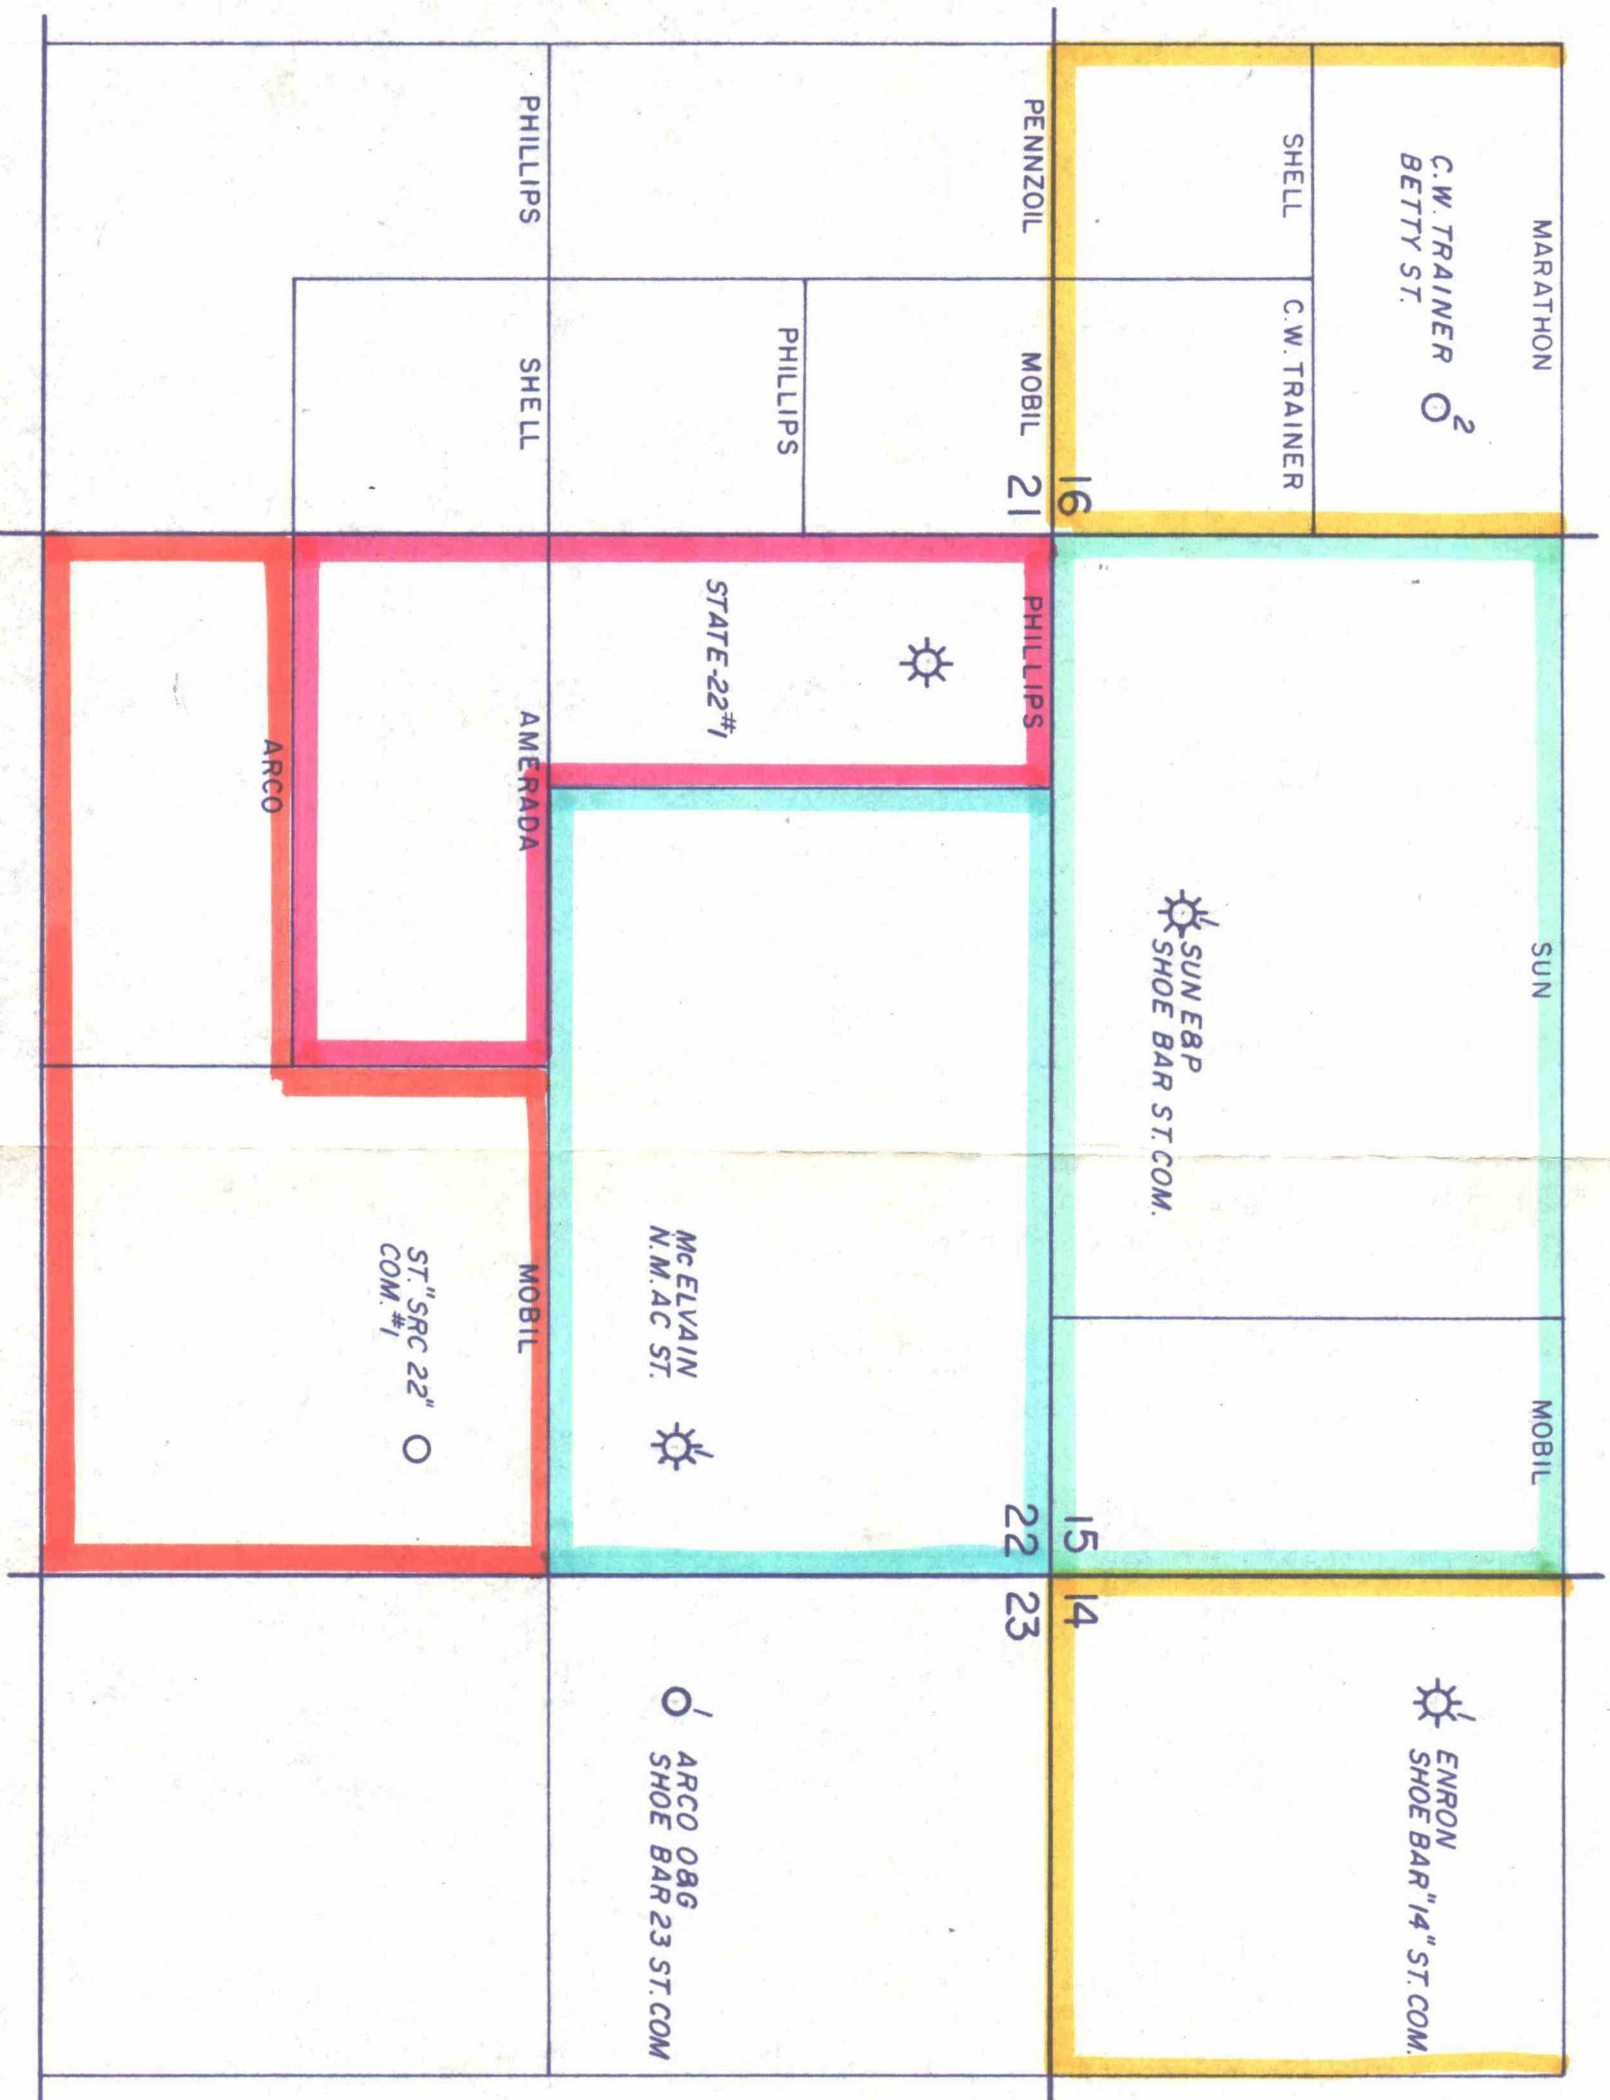 MARATHON
C.W. TRAINER
BETTY ST.
2
SHELL
C.W. TRAINER
16
SUN
MOBIL
SUN E&P
SHOE BAR ST. COM.
1
15
14
1
ENRON
SHOE BAR "14" ST. COM.
PENNZOIL
MOBIL
21
PHILLIPS
PHILLIPS
STATE-22 #1
22
23
McELVAIN
N.M. AC ST.
1
1
ARCO O&G
SHOE BAR 23 ST. COM
PHILLIPS
SHELL
AMERADA
MOBIL
ST. "SRC 22"
COM. #1
ARCO